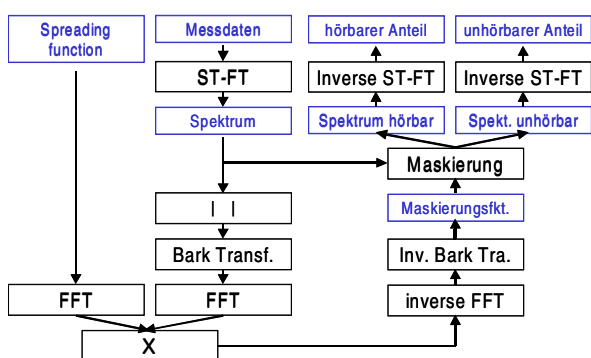 Spreading
function
Messdaten
hörbarer Anteil
unhörbarer Anteil
ST-FT
Inverse ST-FT
Inverse ST-FT
Spektrum
Spektrum hörbar
Spekt. unhörbar
Maskierung
| |
Maskierungsfkt.
Bark Transf.
Inv. Bark Tra.
FFT
FFT
inverse FFT
X